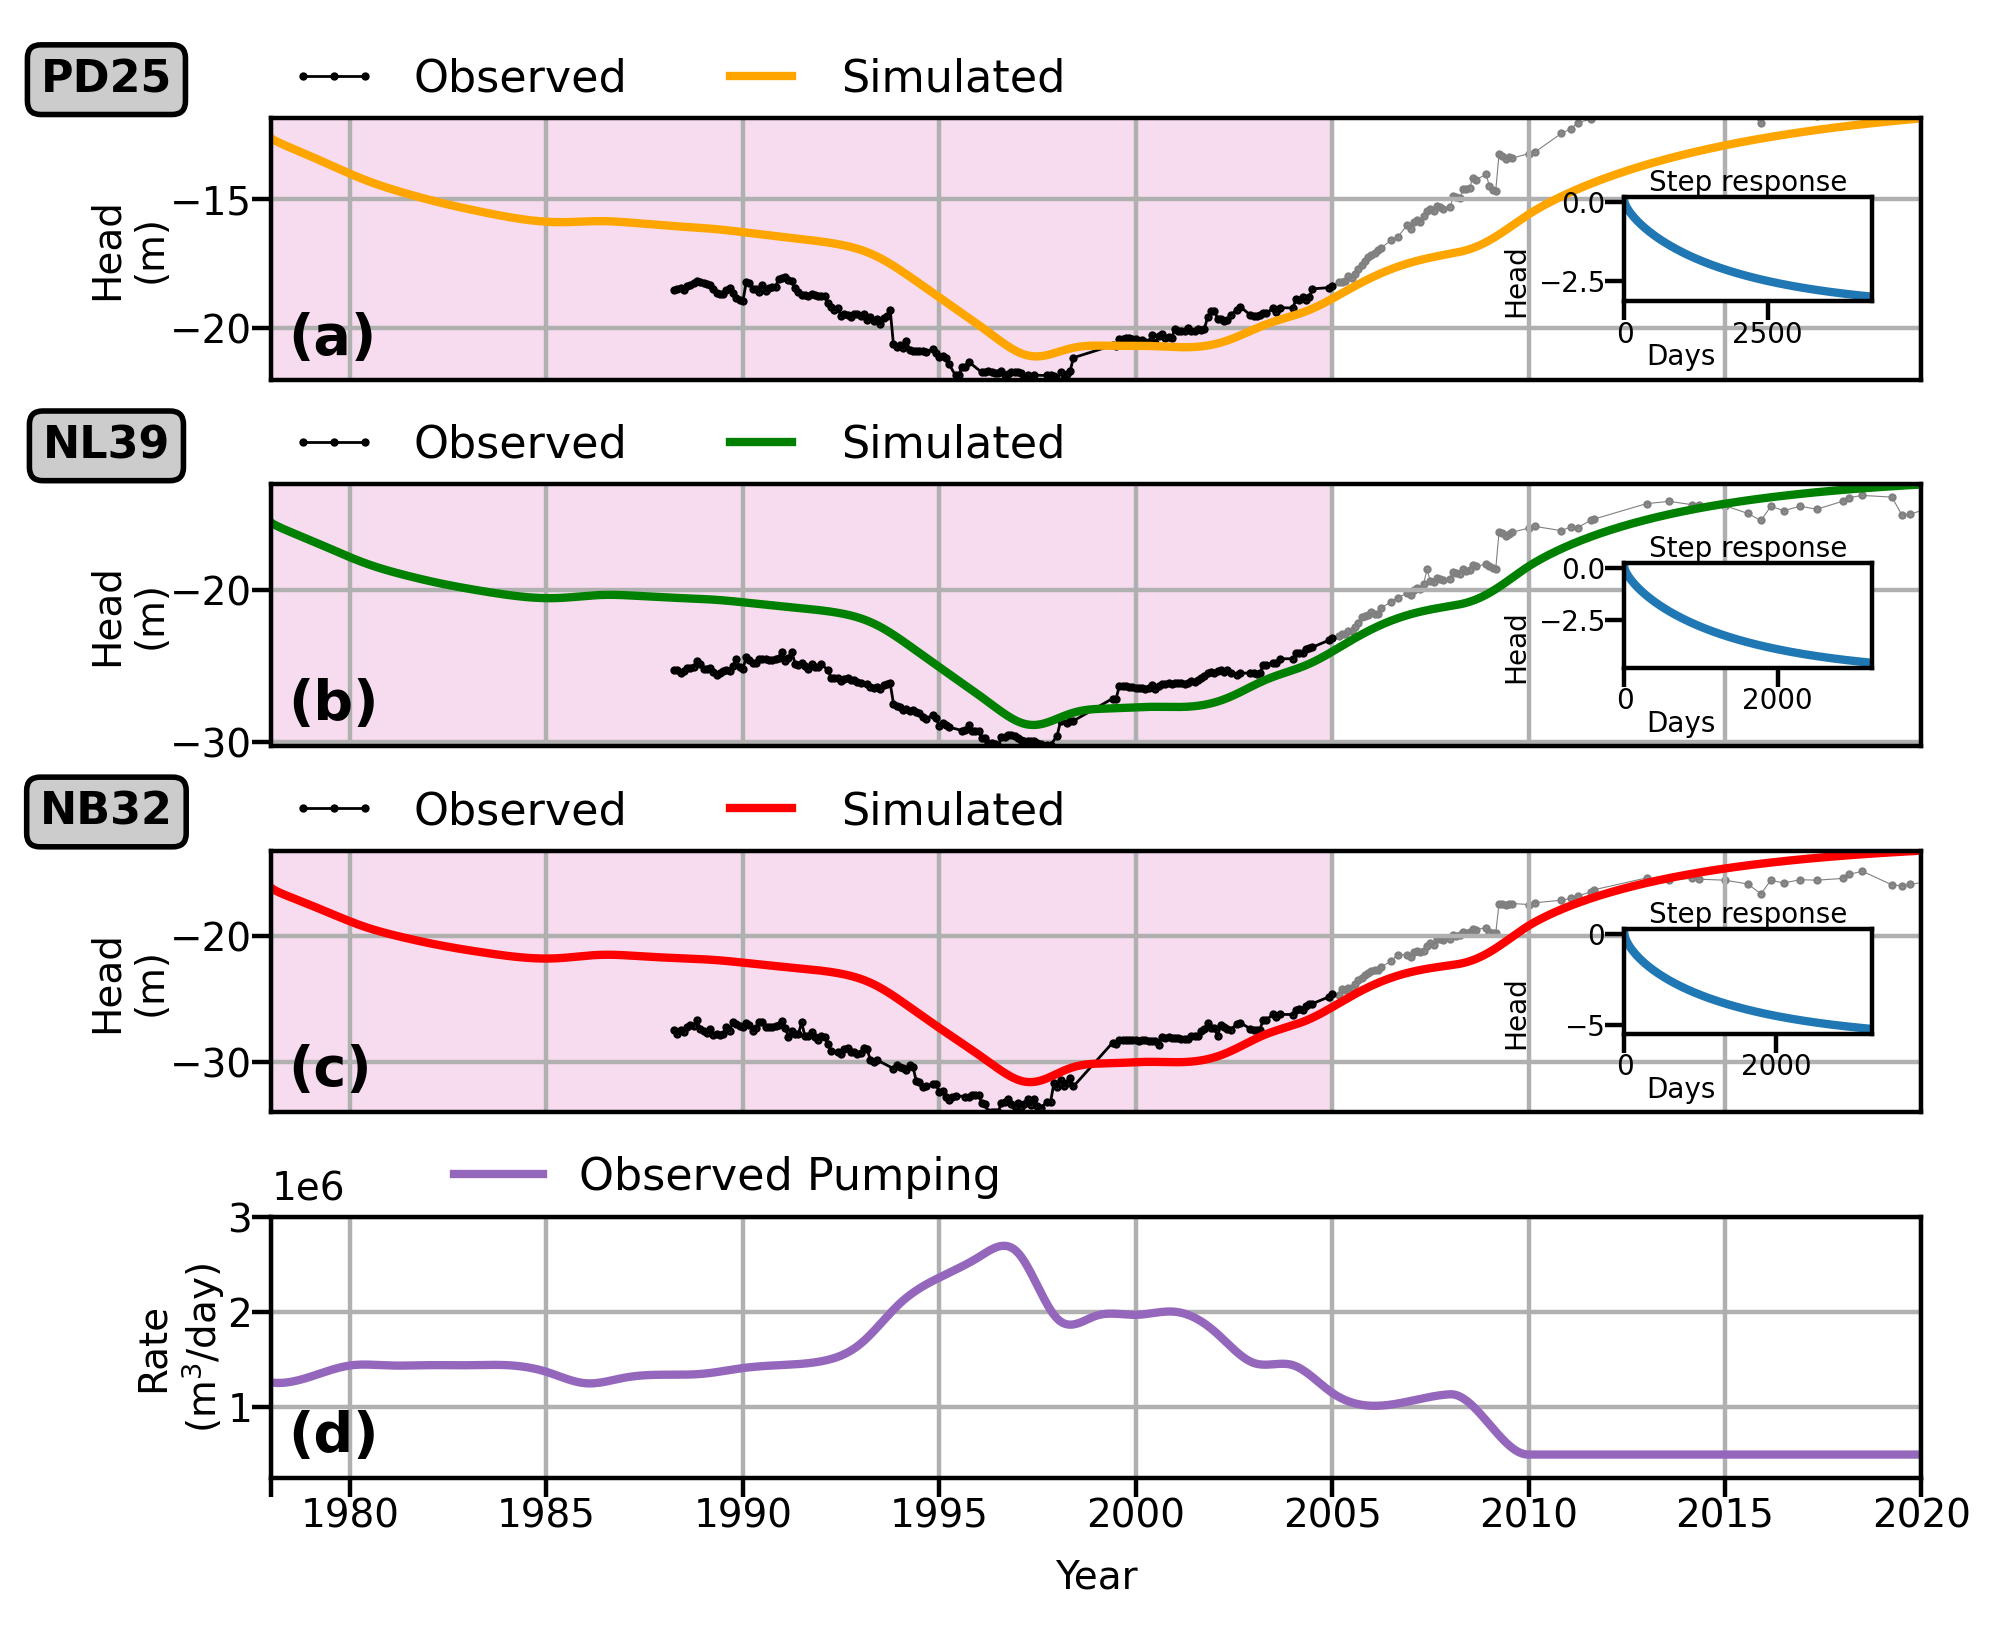 PD25
Observed Simulated
Head
(m)
−15
−20
(a)
Step response
Head
0.0
−2.5
0 2500
Days
NL39
Observed Simulated
Head
(m)
−20
−30
(b)
Step response
Head
0.0
−2.5
0 2000
Days
NB32
Observed Simulated
Head
(m)
−20
−30
(c)
Step response
Head
0
−5
0 2000
Days
1e6
Observed Pumping
Rate
(m³/day)
3
2
1
(d)
1980 1985 1990 1995 2000 2005 2010 2015 2020
Year